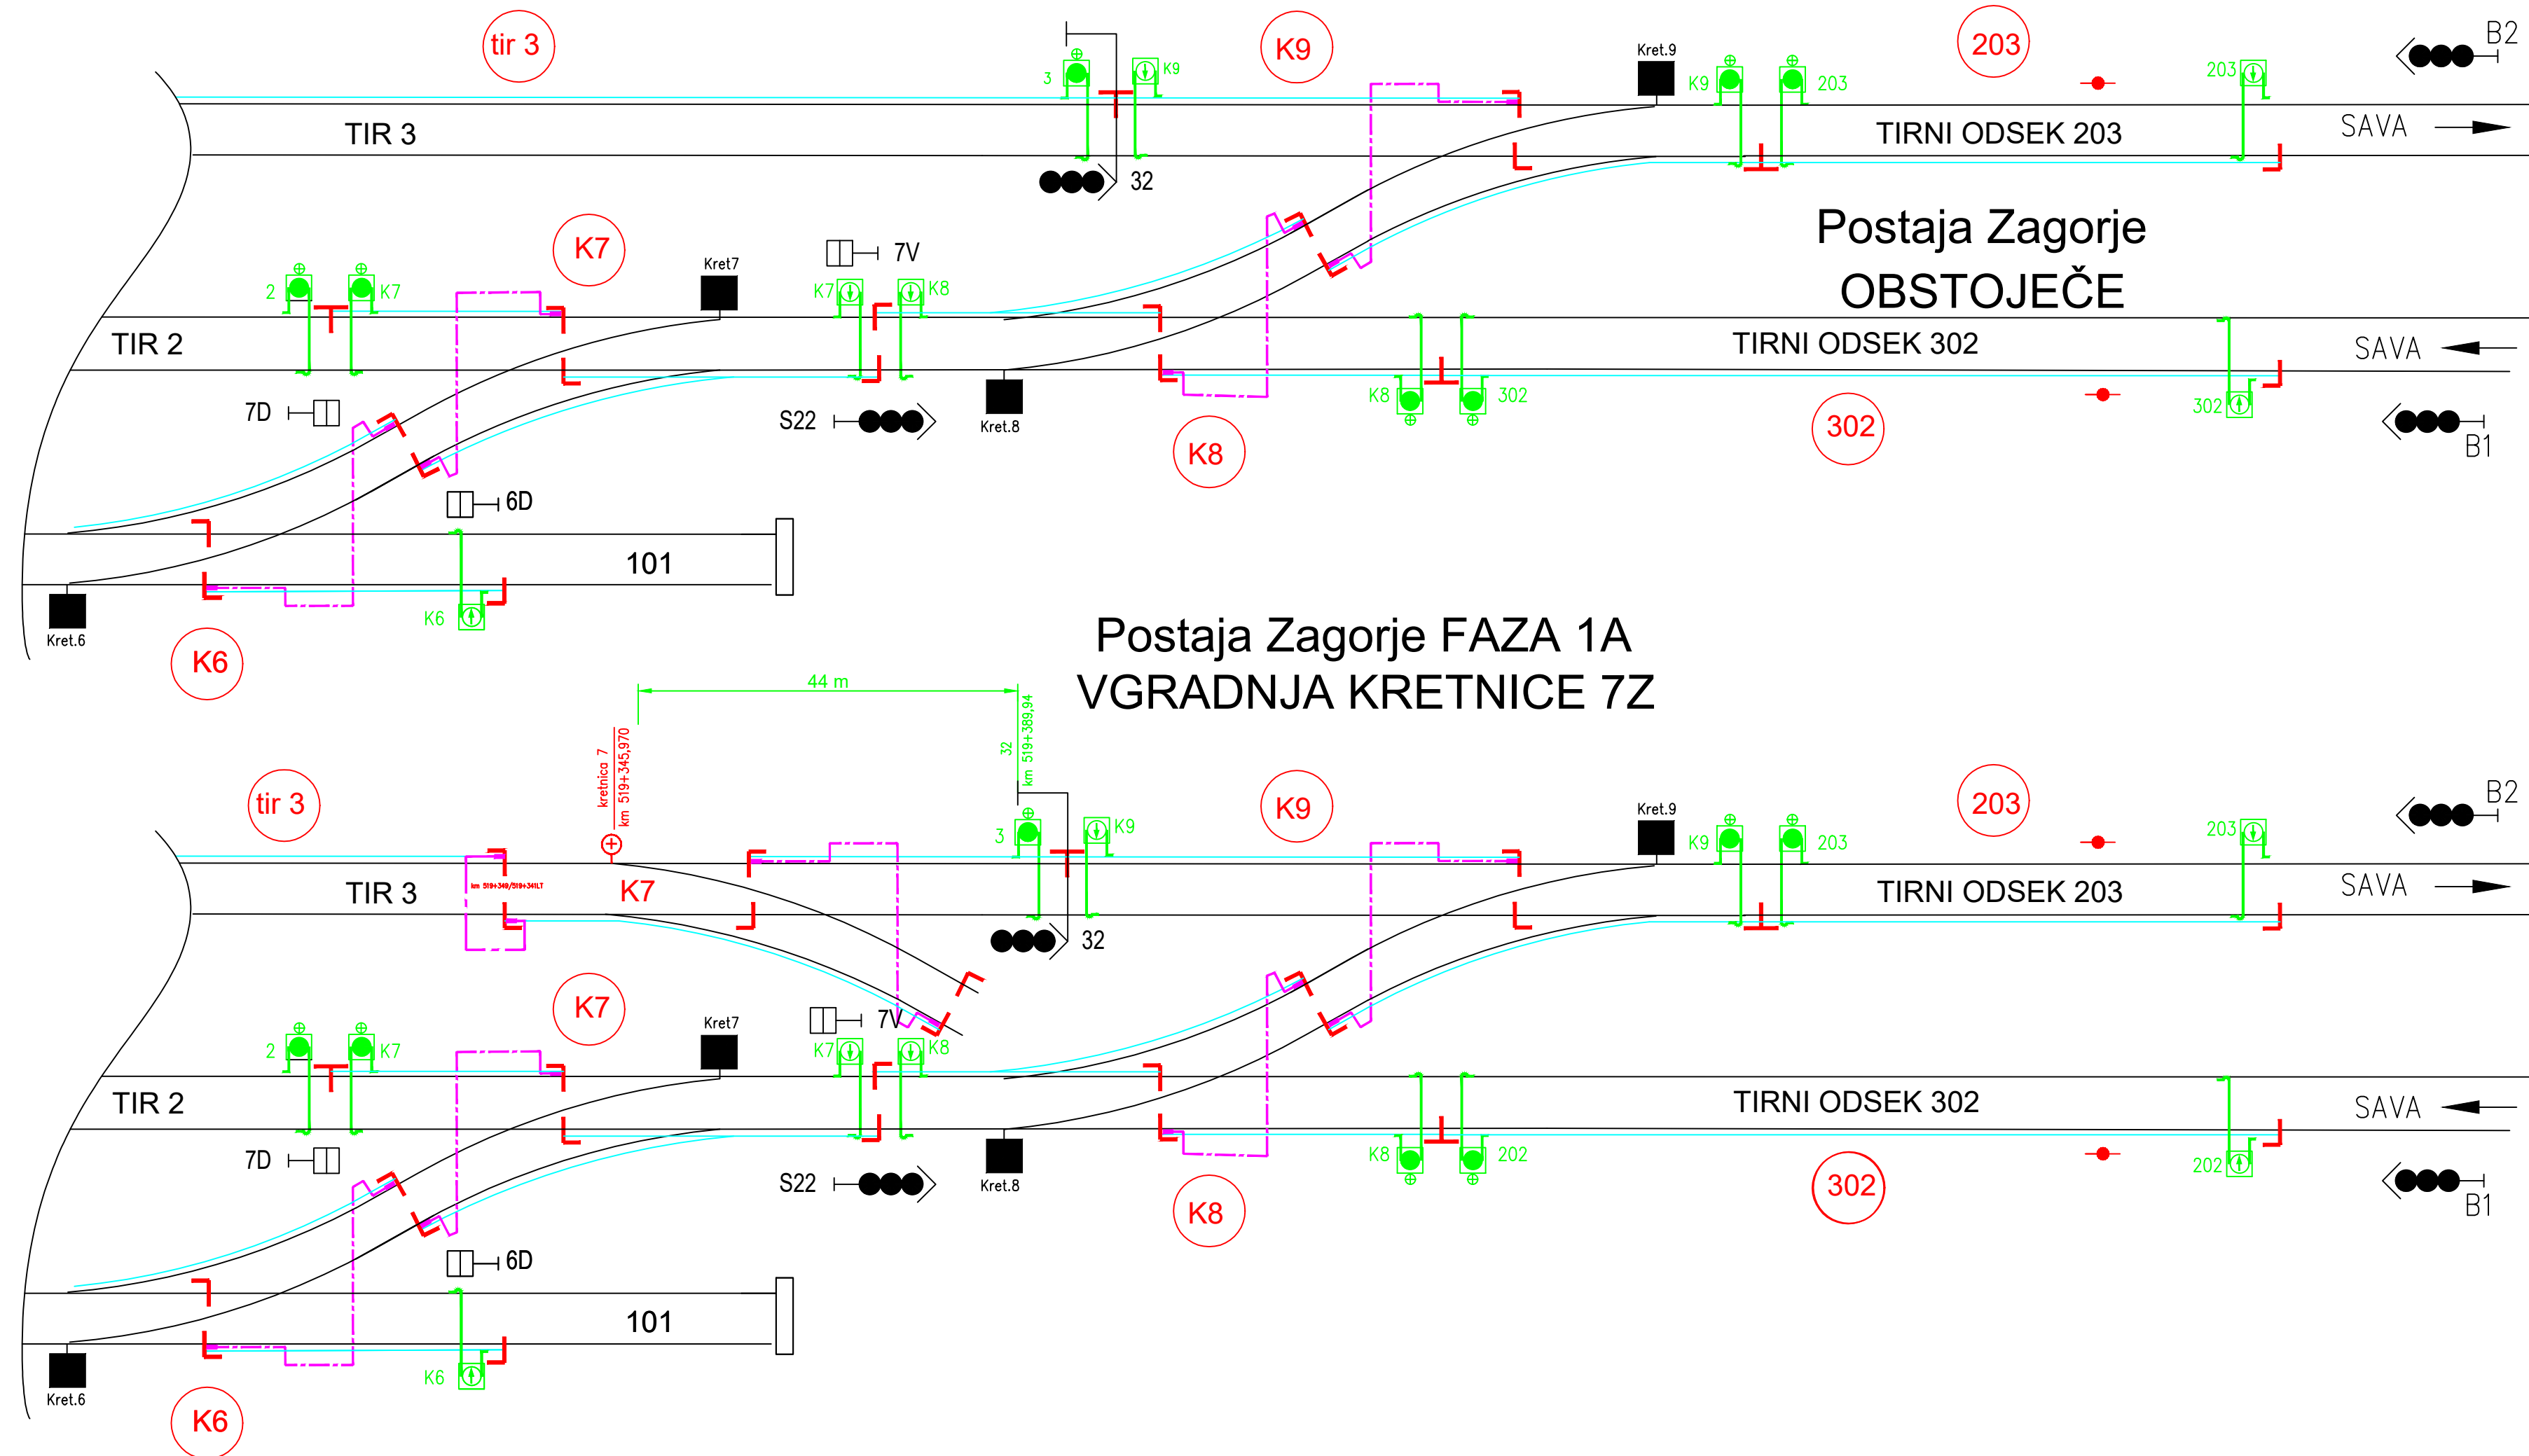 tir 3
K9
203
B2
Kret.9
3
K9
K9
203
203
TIR 3
TIRNI ODSEK 203
SAVA
32
Postaja Zagorje
OBSTOJEČE
K7
7V
Kret7
2
K7
K7
K8
TIR 2
TIRNI ODSEK 302
SAVA
7D
S22
Kret.8
K8
302
302
K8
302
B1
6D
101
K6
Kret.6
K6
Postaja Zagorje FAZA 1A
VGRADNJA KRETNICE 7Z
44 m
kretnica 7
km 519+345,970
32
km 519+389,94
tir 3
K9
203
B2
Kret.9
3
K9
K9
203
203
km 519+349/519+341LT
TIR 3
K7
TIRNI ODSEK 203
SAVA
32
K7
7V
Kret7
2
K7
K7
K8
TIR 2
TIRNI ODSEK 302
SAVA
7D
S22
Kret.8
K8
202
202
K8
302
B1
6D
101
K6
Kret.6
K6